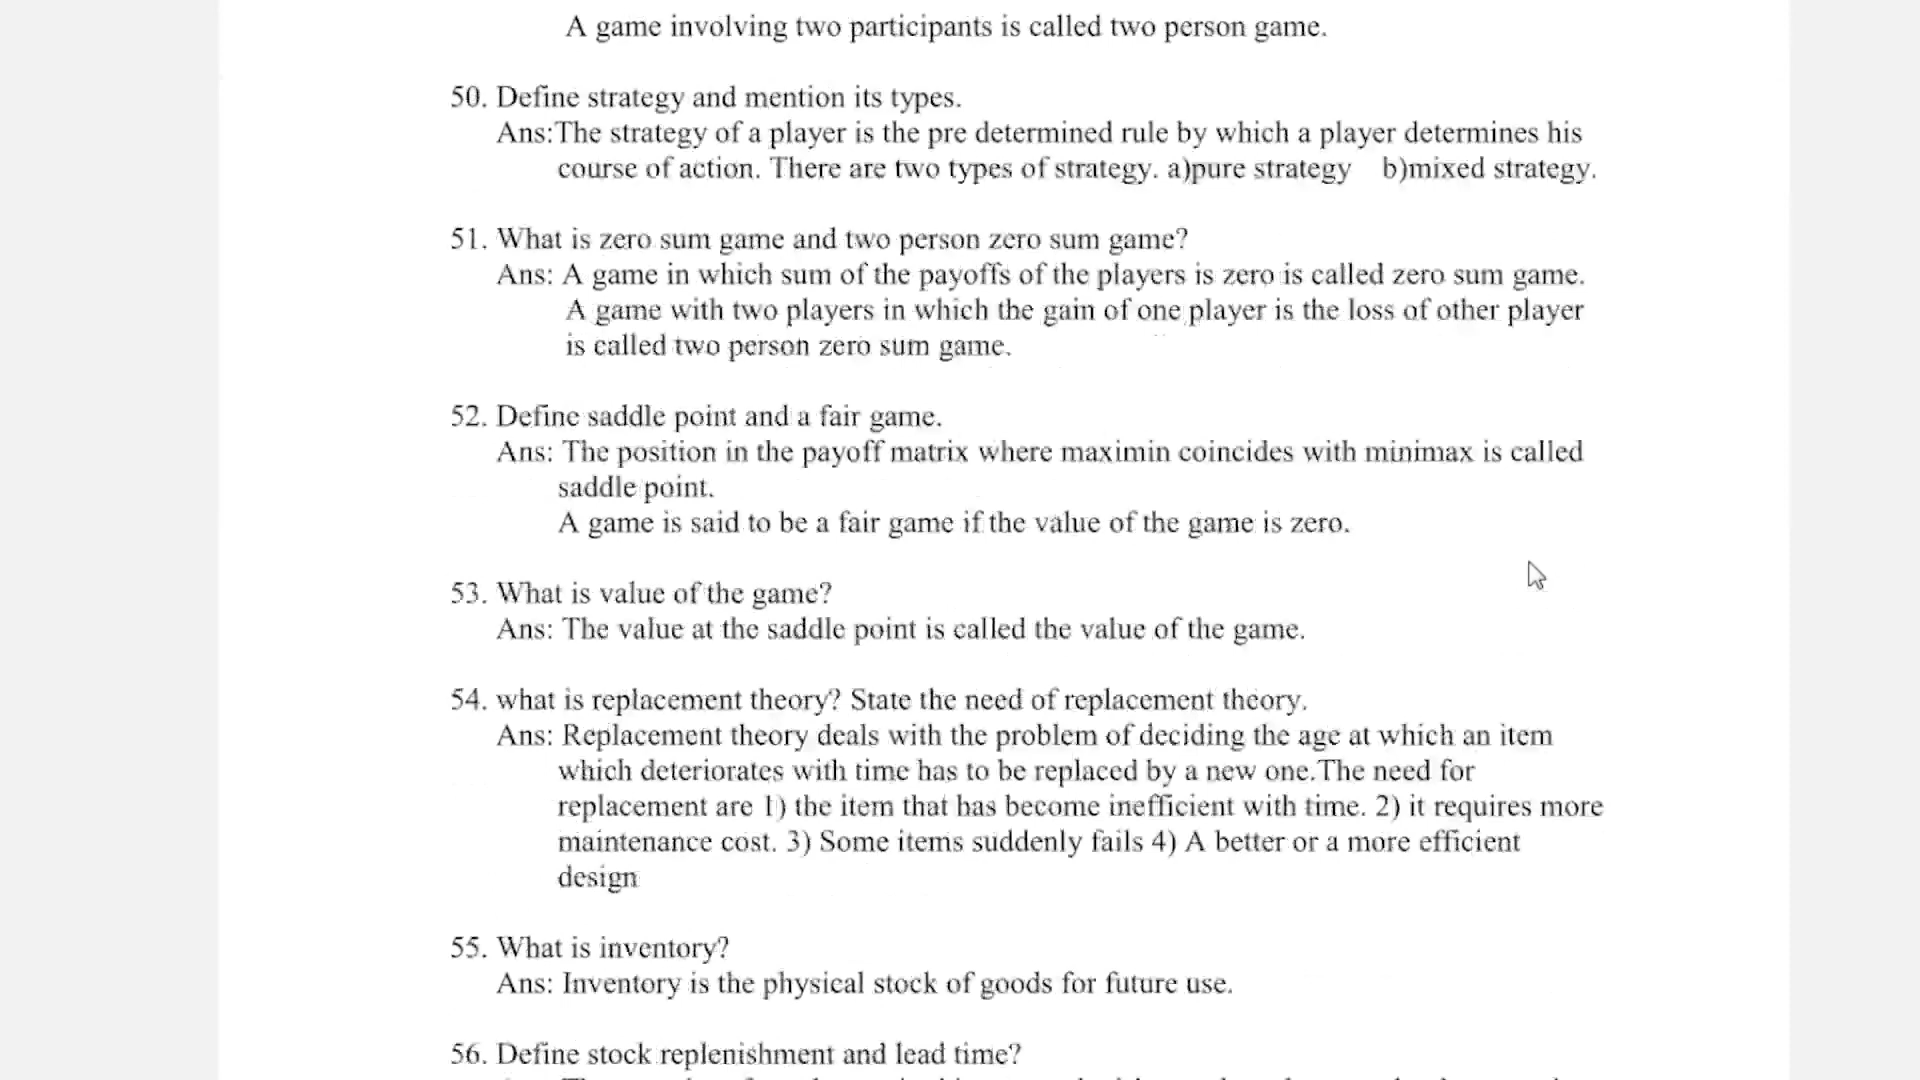 A game involving two participants is called two person game.
50. Define strategy and mention its types.
Ans:The strategy of a player is the pre determined rule by which a player determines his
course of action. There are two types of strategy. a)pure strategy b)mixed strategy.
51. What is zero sum game and two person zero sum game?
Ans: A game in which sum of the payoffs of the players is zero is called zero sum game.
A game with two players in which the gain of one player is the loss of other player
is called two person zero sum game.
52. Define saddle point and a fair game.
Ans: The position in the payoff matrix where maximin coincides with minimax is called
saddle point.
A game is said to be a fair game if the value of the game is zero.
53. What is value of the game?
Ans: The value at the saddle point is called the value of the game.
54. what is replacement theory? State the need of replacement theory.
Ans: Replacement theory deals with the problem of deciding the age at which an item
which deteriorates with time has to be replaced by a new one.The need for
replacement are 1) the item that has become inefficient with time. 2) it requires more
maintenance cost. 3) Some items suddenly fails 4) A better or a more efficient
design
55. What is inventory?
Ans: Inventory is the physical stock of goods for future use.
56. Define stock replenishment and lead time?